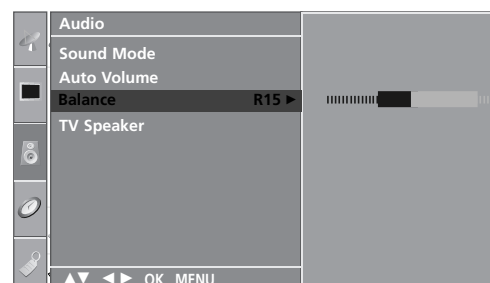 Audio
Sound Mode
Auto Volume
Balance R15 ►
TV Speaker
▲▼ ◄► OK MENU